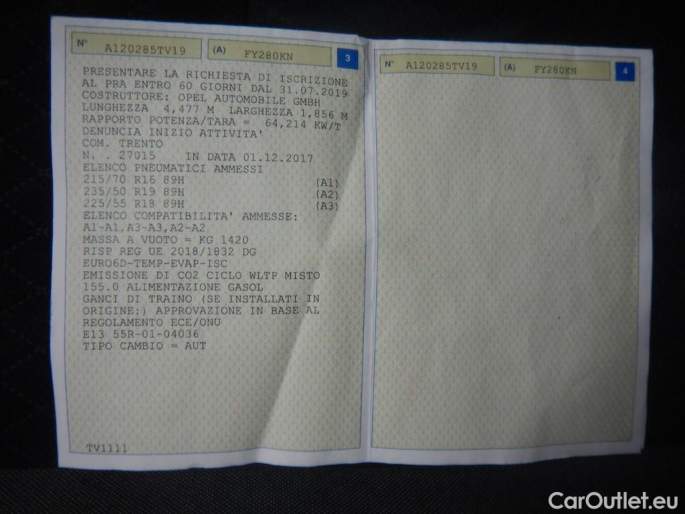 N° A120285TV19 (A) FY280KN 3
PRESENTARE LA RICHIESTA DI ISCRIZIONE
AL PRA ENTRO 60 GIORNI DAL 31.07.2019
COSTRUTTORE: OPEL AUTOMOBILE GMBH
LUNGHEZZA 4,477 M LARGHEZZA 1,856 M
RAPPORTO POTENZA/TARA = 64,214 KW/T
DENUNCIA INIZIO ATTIVITA'
COM. TRENTO
N. . 27015 IN DATA 01.12.2017
ELENCO PNEUMATICI AMMESSI
215/70 R16 89H (A1)
235/50 R19 89H (A2)
225/55 R18 89H (A3)
ELENCO COMPATIBILITA' AMMESSE:
A1-A1,A3-A3,A2-A2
MASSA A VUOTO = KG 1420
RISP REG UE 2018/1832 DG
EURO6D-TEMP-EVAP-ISC
EMISSIONE DI CO2 CICLO WLTP MISTO
155.0 ALIMENTAZIONE GASOL
GANCI DI TRAINO (SE INSTALLATI IN
ORIGINE:) APPROVAZIONE IN BASE AL
REGOLAMENTO ECE/ONU
E13 55R-01-04036
TIPO CAMBIO = AUT
TV1111
N° A120285TV19 (A) FY280KN 4
CarOutlet.eu